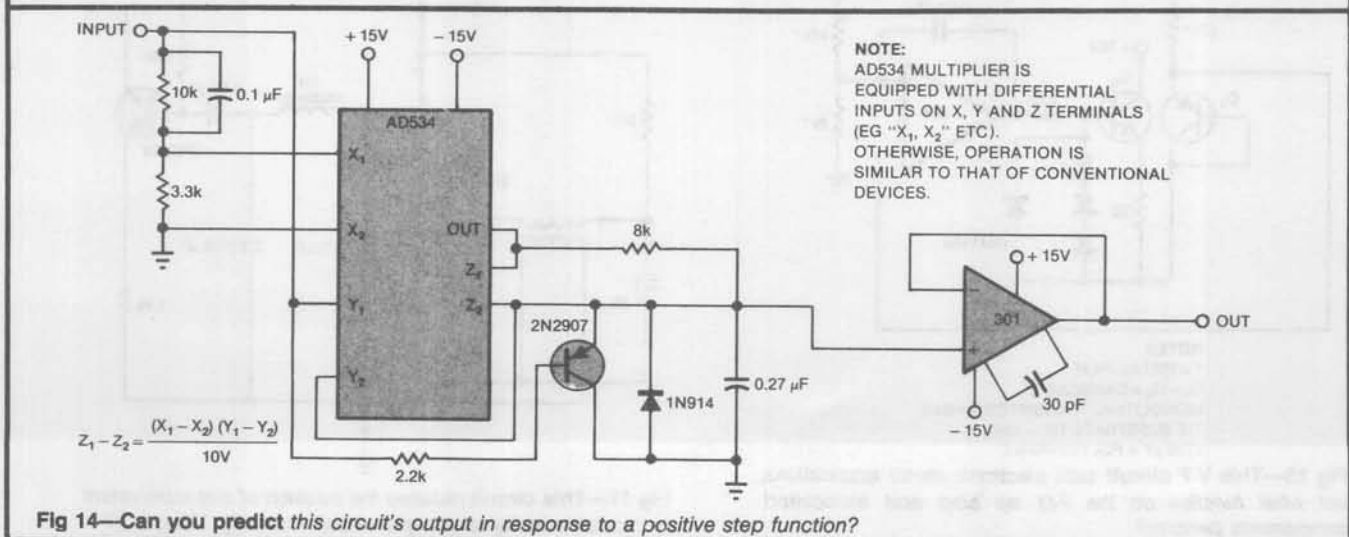 INPUT
+ 15V
– 15V
10k
0.1 µF
3.3k
AD534
X1
X2
Y1
Y2
OUT
Z1
Z2
8k
2N2907
1N914
0.27 µF
2.2k
Z1 – Z2 = (X1 – X2) (Y1 – Y2)
10V
NOTE:
AD534 MULTIPLIER IS
EQUIPPED WITH DIFFERENTIAL
INPUTS ON X, Y AND Z TERMINALS
(EG "X1, X2" ETC).
OTHERWISE, OPERATION IS
SIMILAR TO THAT OF CONVENTIONAL
DEVICES.
+ 15V
–
301
+
OUT
30 pF
– 15V
Fig 14—Can you predict this circuit's output in response to a positive step function?